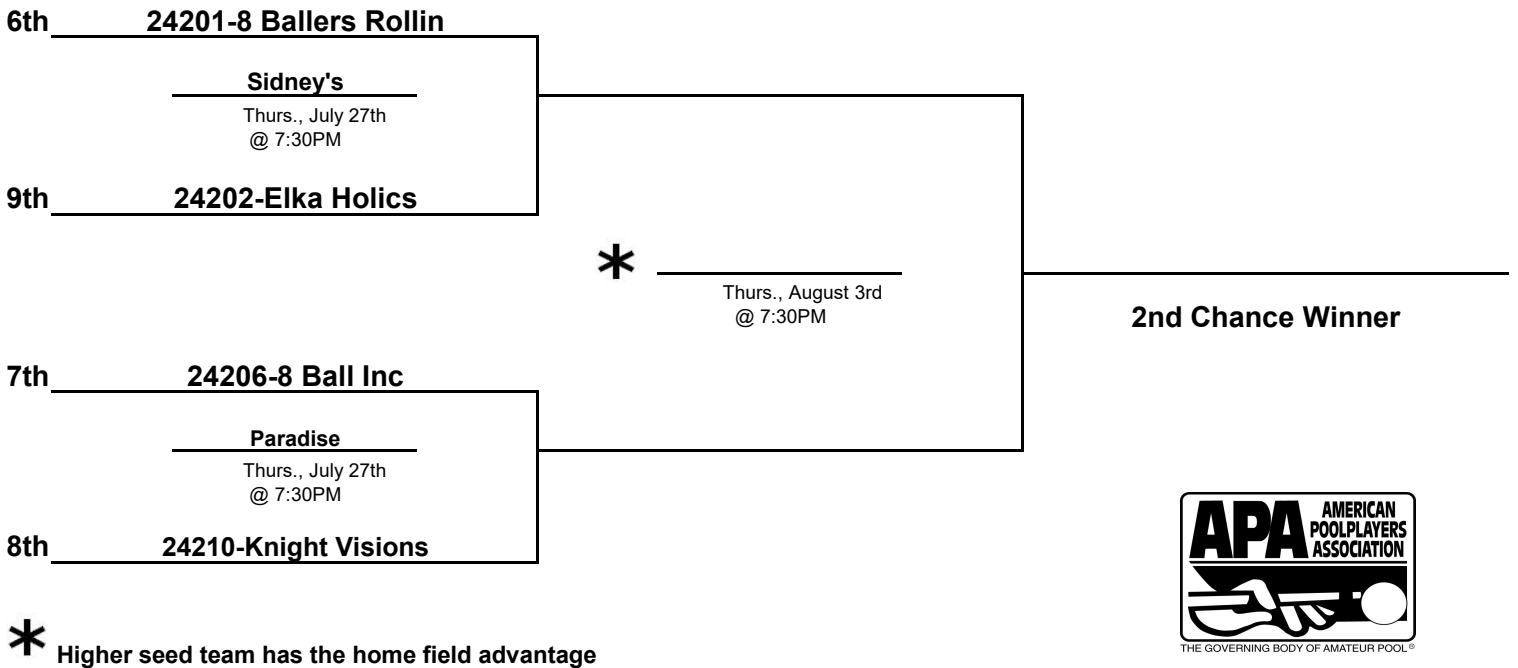 6th 24201-8 Ballers Rollin
Sidney's
Thurs., July 27th
@ 7:30PM
9th 24202-Elka Holics
*
Thurs., August 3rd
@ 7:30PM
2nd Chance Winner
7th 24206-8 Ball Inc
Paradise
Thurs., July 27th
@ 7:30PM
8th 24210-Knight Visions
* Higher seed team has the home field advantage
APA AMERICAN
POOLPLAYERS
ASSOCIATION
THE GOVERNING BODY OF AMATEUR POOL®